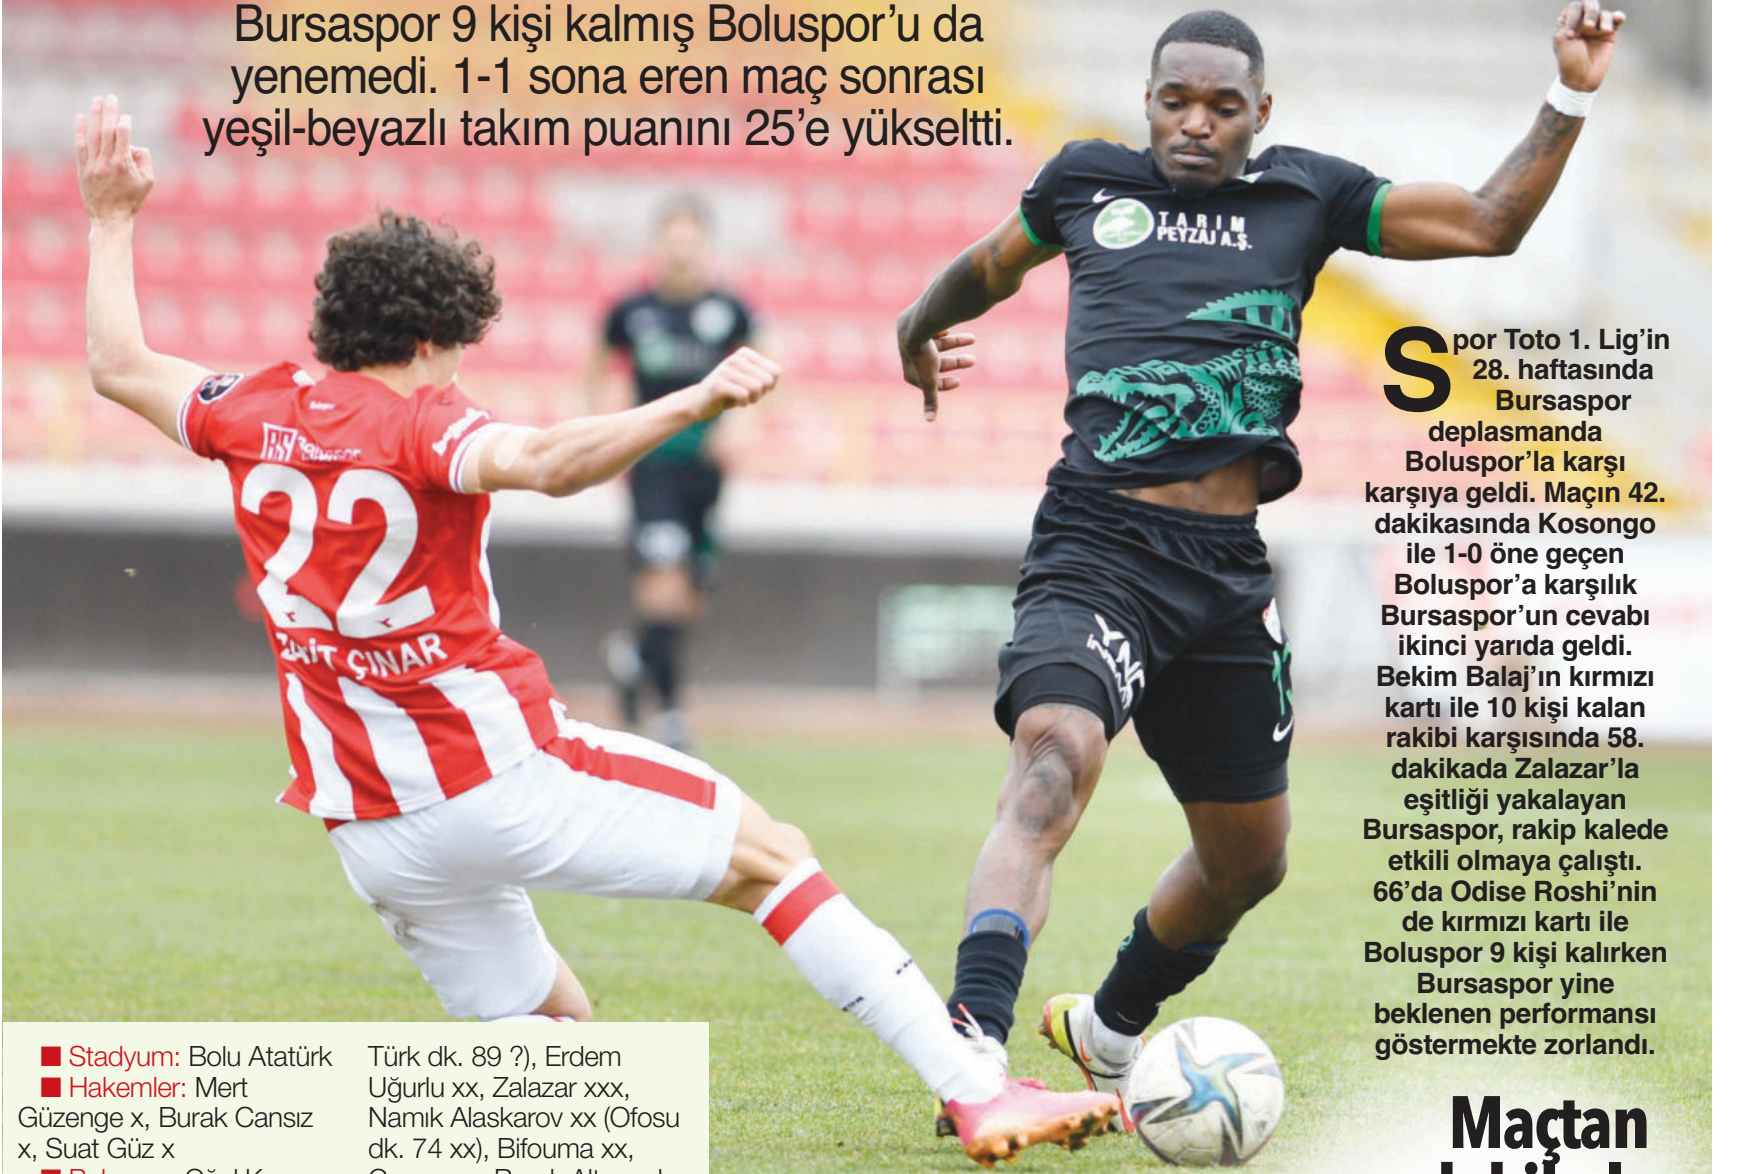 Bursaspor 9 kişi kalmış Boluspor’u da
yenemedi. 1-1 sona eren maç sonrası
yeşil-beyazlı takım puanını 25’e yükseltti.
TARIM
PEYZAJ A.Ş.
22
ZAİT ÇINAR
Spor Toto 1. Lig’in
28. haftasında
Bursaspor
deplasmanda
Boluspor’la karşı
karşıya geldi. Maçın 42.
dakikasında Kosongo
ile 1-0 öne geçen
Boluspor’a karşılık
Bursaspor’un cevabı
ikinci yarıda geldi.
Bekim Balaj’ın kırmızı
kartı ile 10 kişi kalan
rakibi karşısında 58.
dakikada Zalazar’la
eşitliği yakalayan
Bursaspor, rakip kalede
etkili olmaya çalıştı.
66’da Odise Roshi’nin
de kırmızı kartı ile
Boluspor 9 kişi kalırken
Bursaspor yine
beklenen performansı
göstermekte zorlandı.
■ Stadyum: Bolu Atatürk
■ Hakemler: Mert
Güzenge x, Burak Cansız
x, Suat Güz x
Türk dk. 89 ?), Erdem
Uğurlu xx, Zalazar xxx,
Namık Alaskarov xx (Ofosu
dk. 74 xx), Bifouma xx,
Maçtan